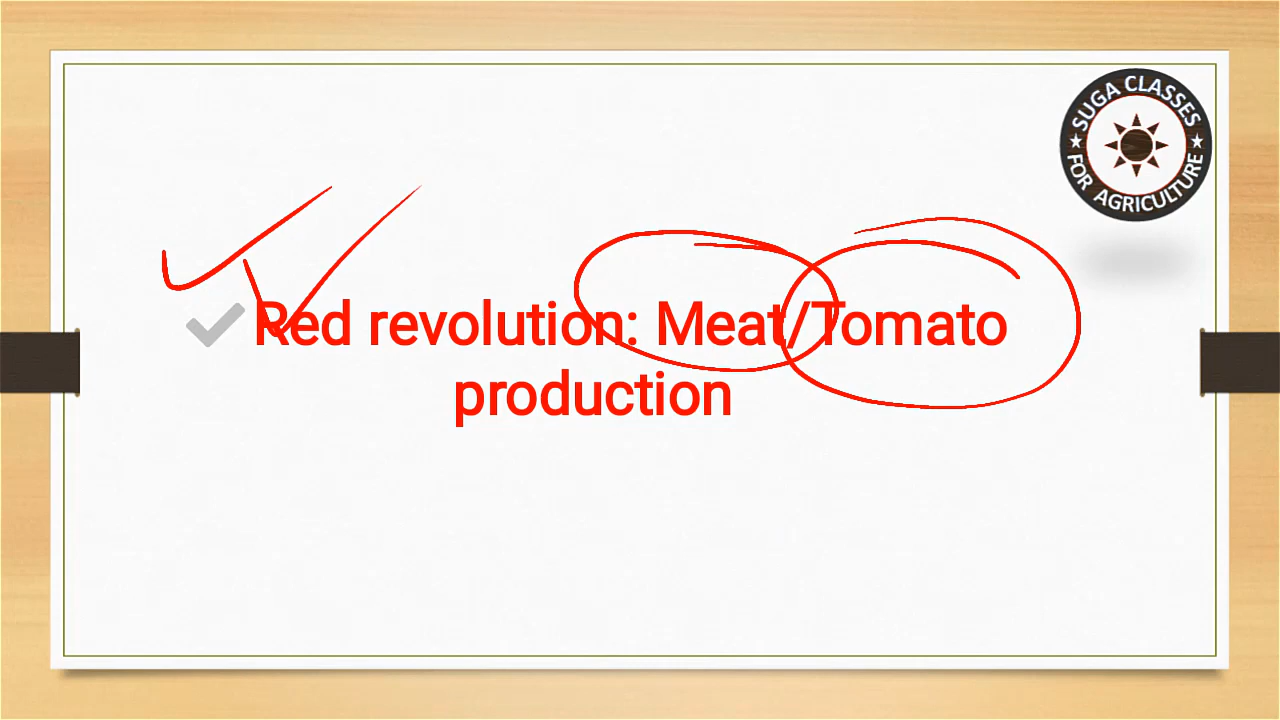 SUGA CLASSES
FOR AGRICULTURE
Red revolution: Meat/Tomato
production